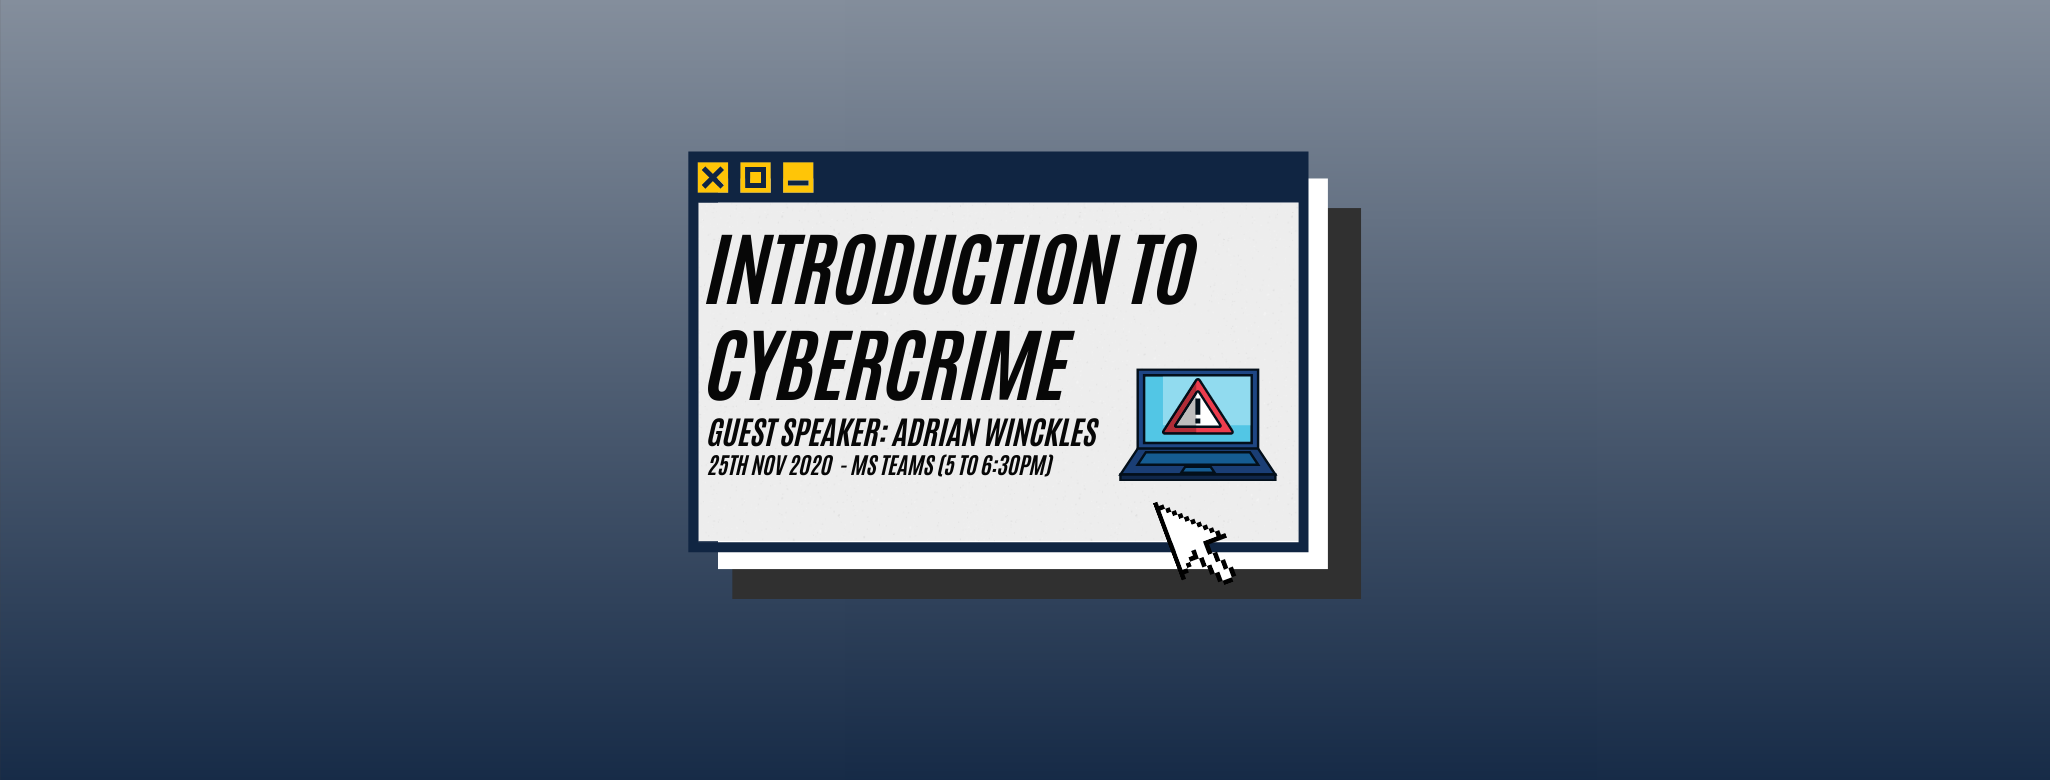 INTRODUCTION TO
CYBERCRIME
GUEST SPEAKER: ADRIAN WINCKLES
25TH NOV 2020 - MS TEAMS (5 TO 6:30PM)